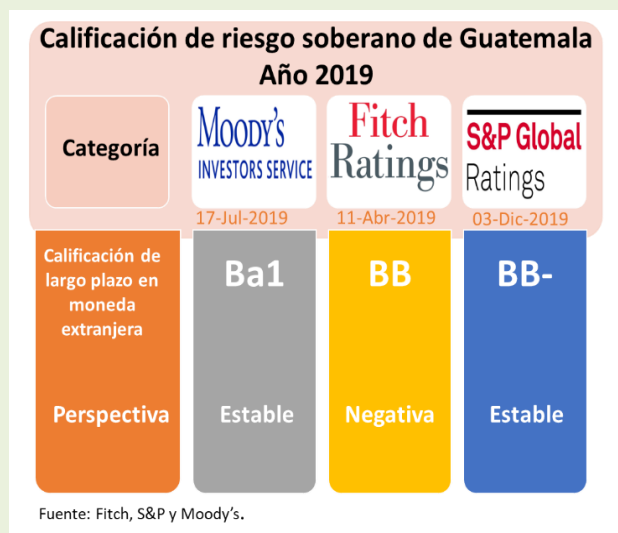 Calificación de riesgo soberano de Guatemala
Año 2019
Categoría
MOODY'S
INVESTORS SERVICE
Fitch
Ratings
S&P Global
Ratings
17-Jul-2019
11-Abr-2019
03-Dic-2019
Calificación de
largo plazo en
moneda
extranjera
Ba1
BB
BB-
Perspectiva
Estable
Negativa
Estable
Fuente: Fitch, S&P y Moody's.